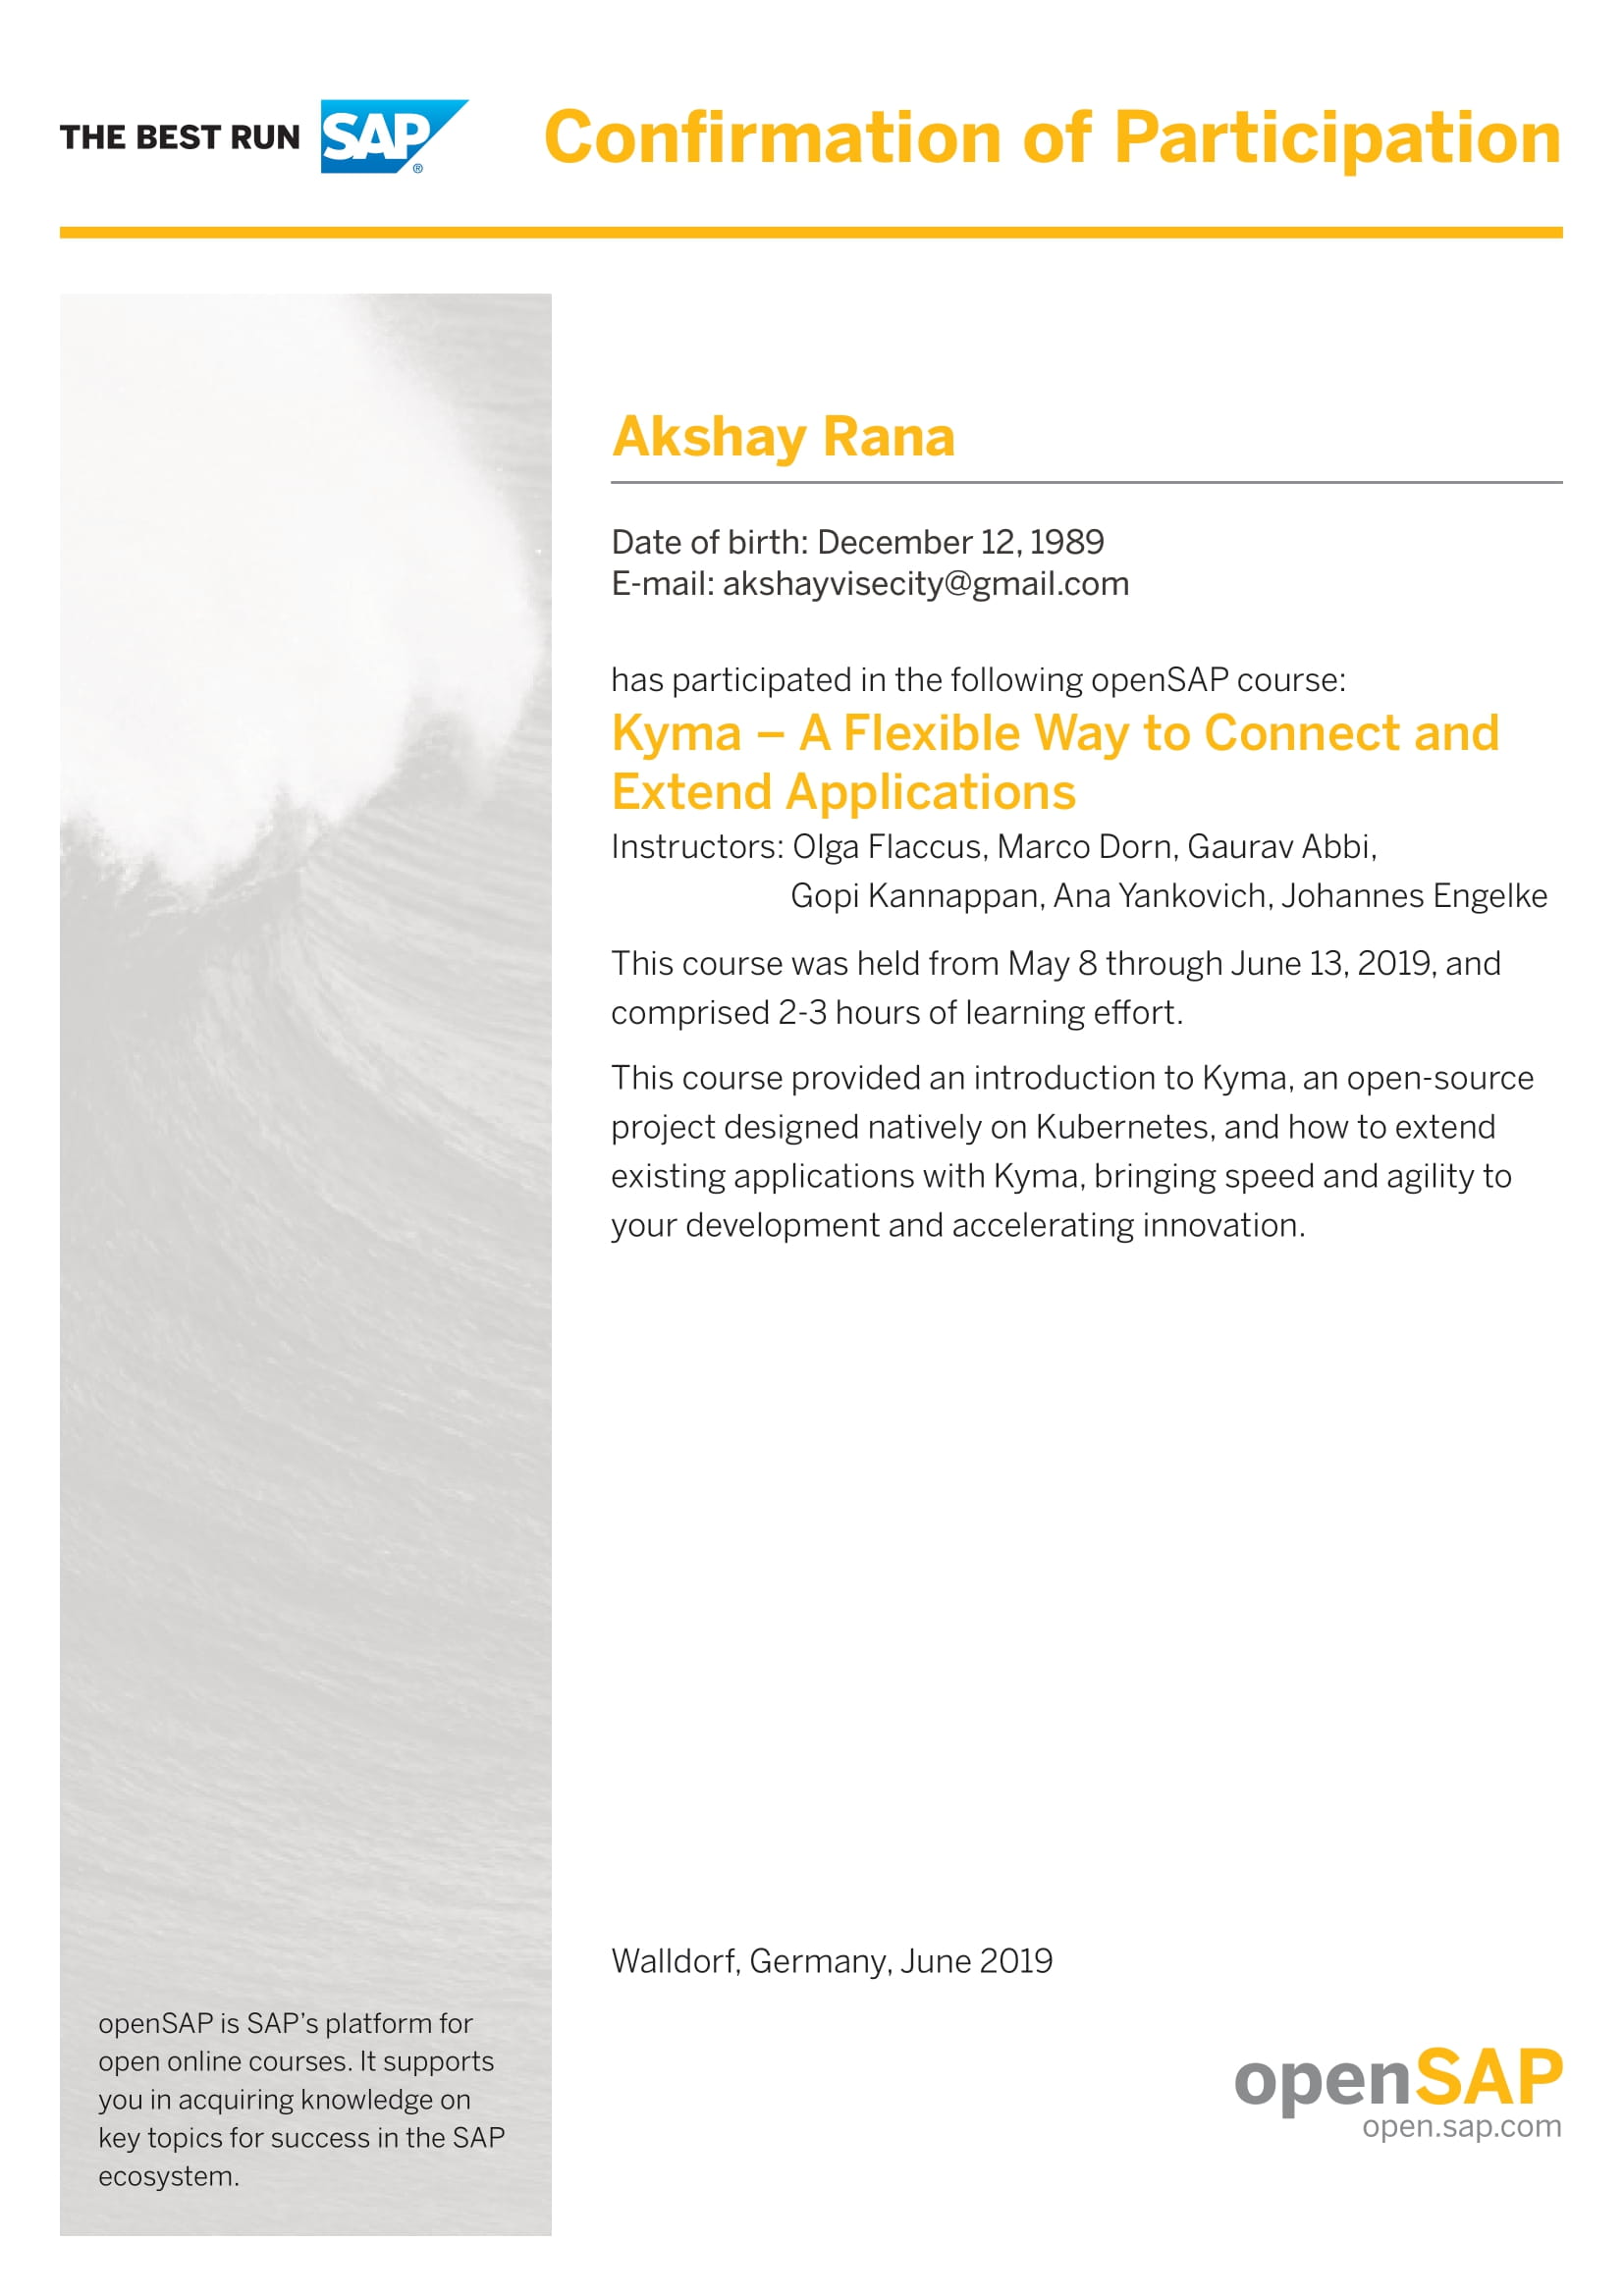 THE BEST RUN SAP®
Confirmation of Participation
Akshay Rana
Date of birth: December 12, 1989
E-mail: akshayvisecity@gmail.com
has participated in the following openSAP course:
Kyma – A Flexible Way to Connect and
Extend Applications
Instructors: Olga Flaccus, Marco Dorn, Gaurav Abbi,
Gopi Kannappan, Ana Yankovich, Johannes Engelke
This course was held from May 8 through June 13, 2019, and
comprised 2-3 hours of learning effort.
This course provided an introduction to Kyma, an open-source
project designed natively on Kubernetes, and how to extend
existing applications with Kyma, bringing speed and agility to
your development and accelerating innovation.
Walldorf, Germany, June 2019
openSAP is SAP’s platform for
open online courses. It supports
you in acquiring knowledge on
key topics for success in the SAP
ecosystem.
openSAP
open.sap.com